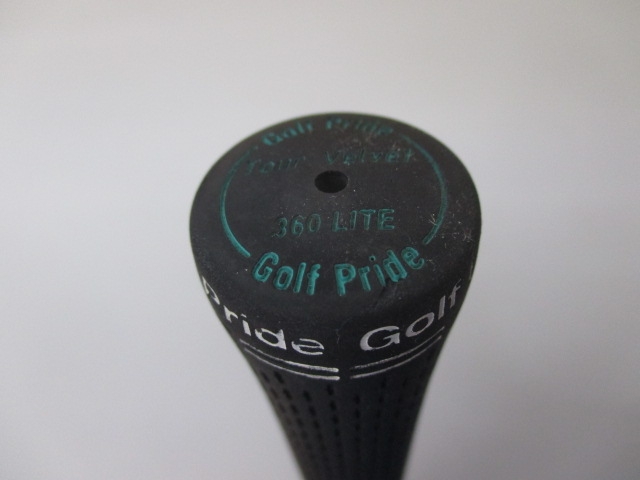 Golf Pride
Tour Velvet
360 LITE
Golf Pride
Pride Golf